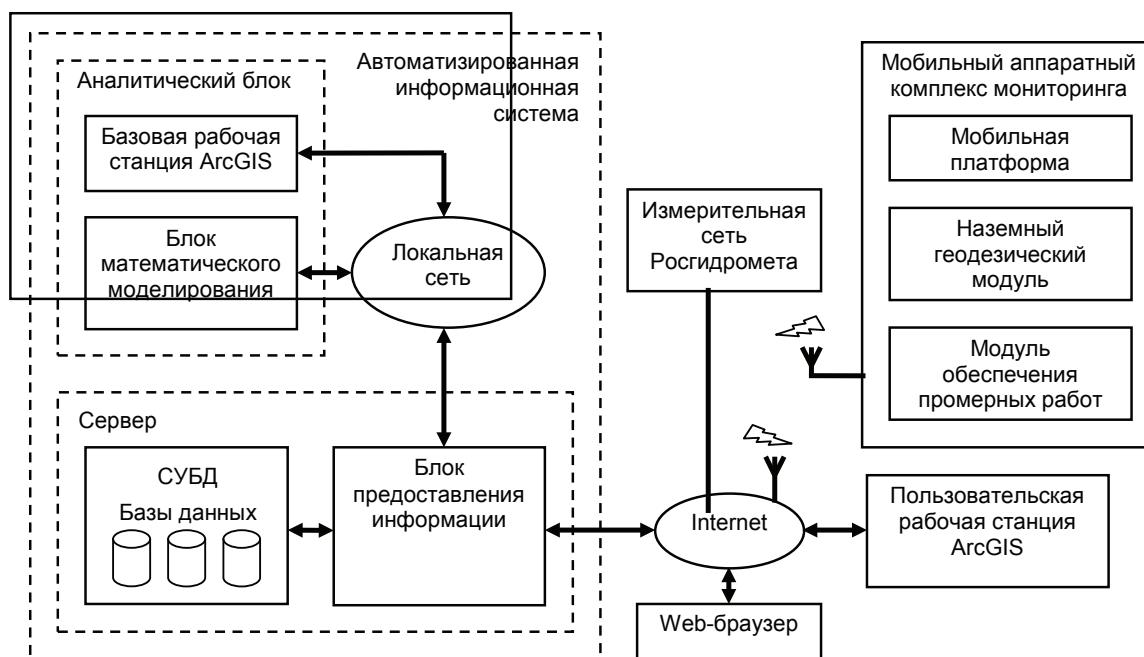 Автоматизированная
информационная
система
Аналитический блок
Базовая рабочая
станция ArcGIS
Блок
математического
моделирования
Локальная
сеть
Сервер
СУБД
Базы данных
Блок
предоставления
информации
Измерительная
сеть
Росгидромета
Internet
Web-браузер
Мобильный аппаратный
комплекс мониторинга
Мобильная
платформа
Наземный
геодезический
модуль
Модуль
обеспечения
промерных работ
Пользовательская
рабочая станция
ArcGIS